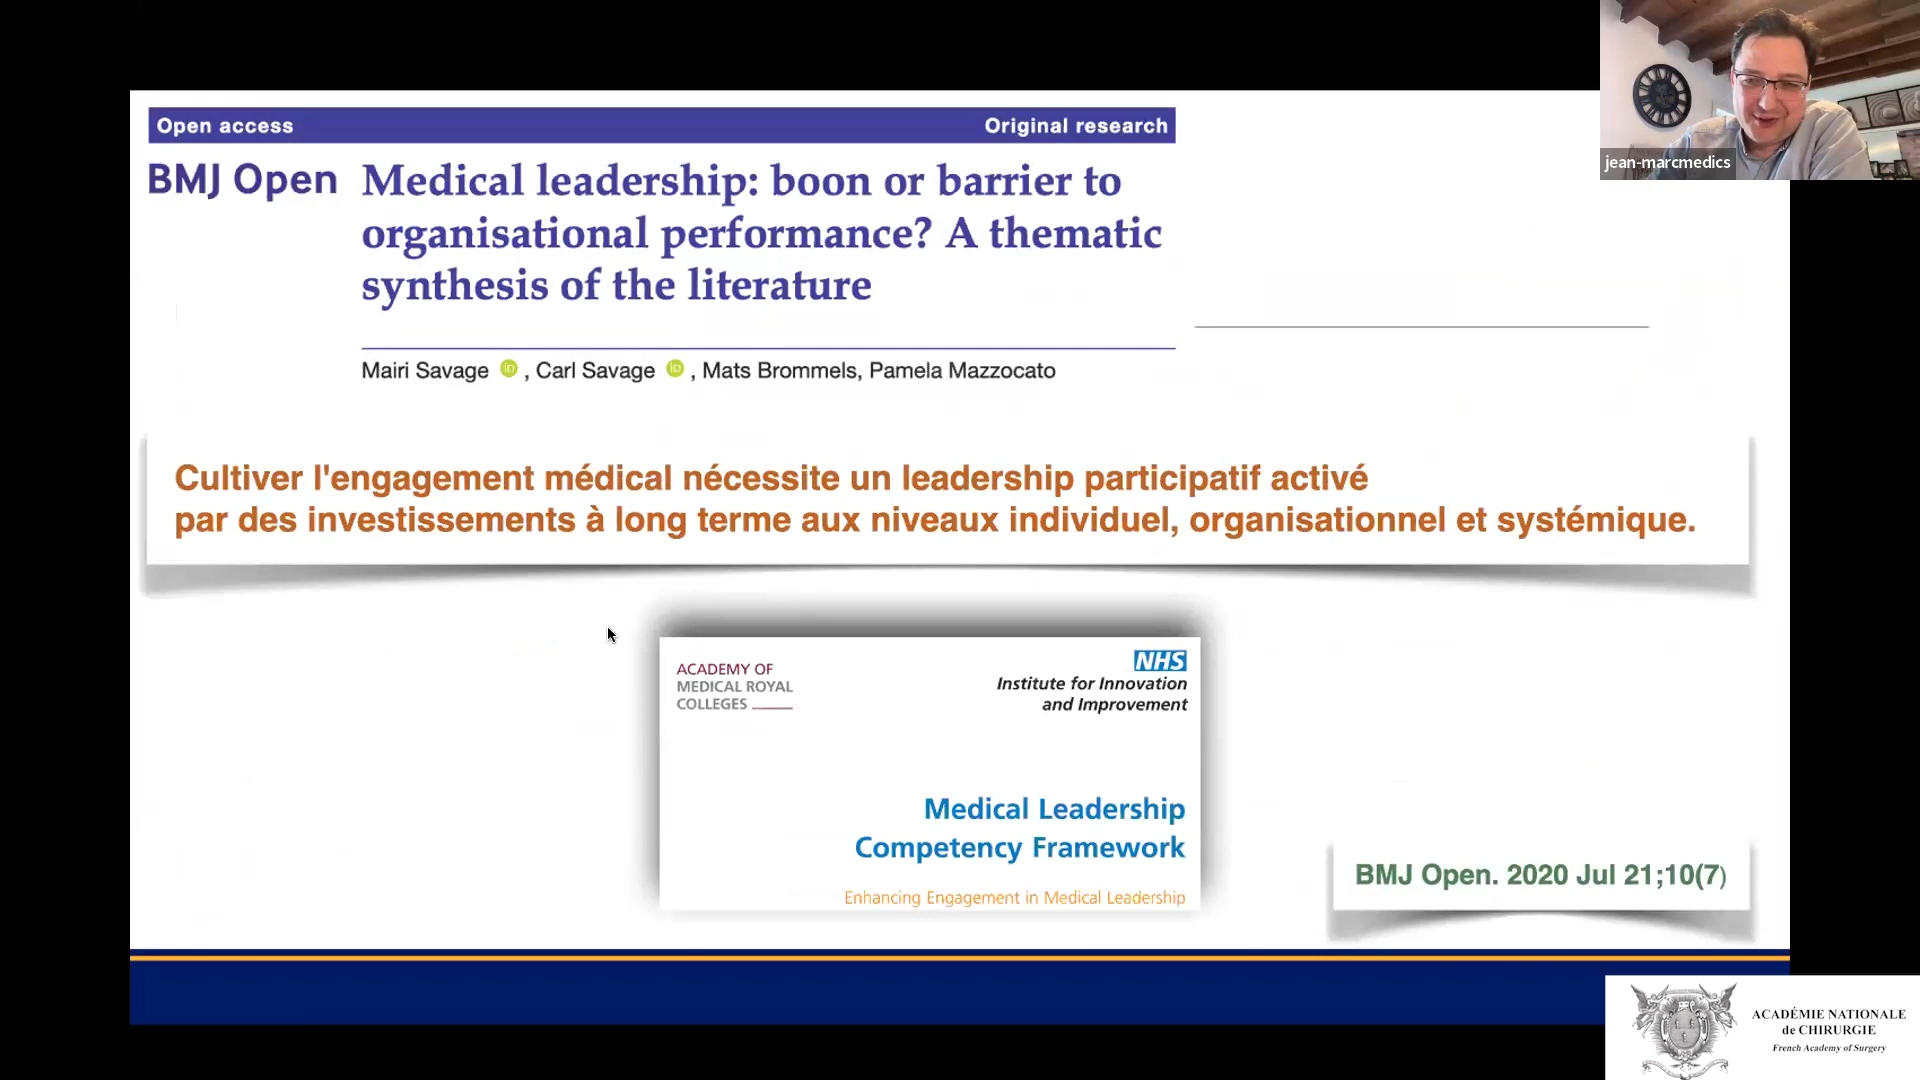 jean-marcmedics
Open access
Original research
BMJ Open
Medical leadership: boon or barrier to
organisational performance? A thematic
synthesis of the literature
Mairi Savage iD , Carl Savage iD , Mats Brommels, Pamela Mazzocato
Cultiver l'engagement médical nécessite un leadership participatif activé
par des investissements à long terme aux niveaux individuel, organisationnel et systémique.
ACADEMY OF
MEDICAL ROYAL
COLLEGES
NHS
Institute for Innovation
and Improvement
Medical Leadership
Competency Framework
Enhancing Engagement in Medical Leadership
BMJ Open. 2020 Jul 21;10(7)
ACADÉMIE NATIONALE
de CHIRURGIE
French Academy of Surgery